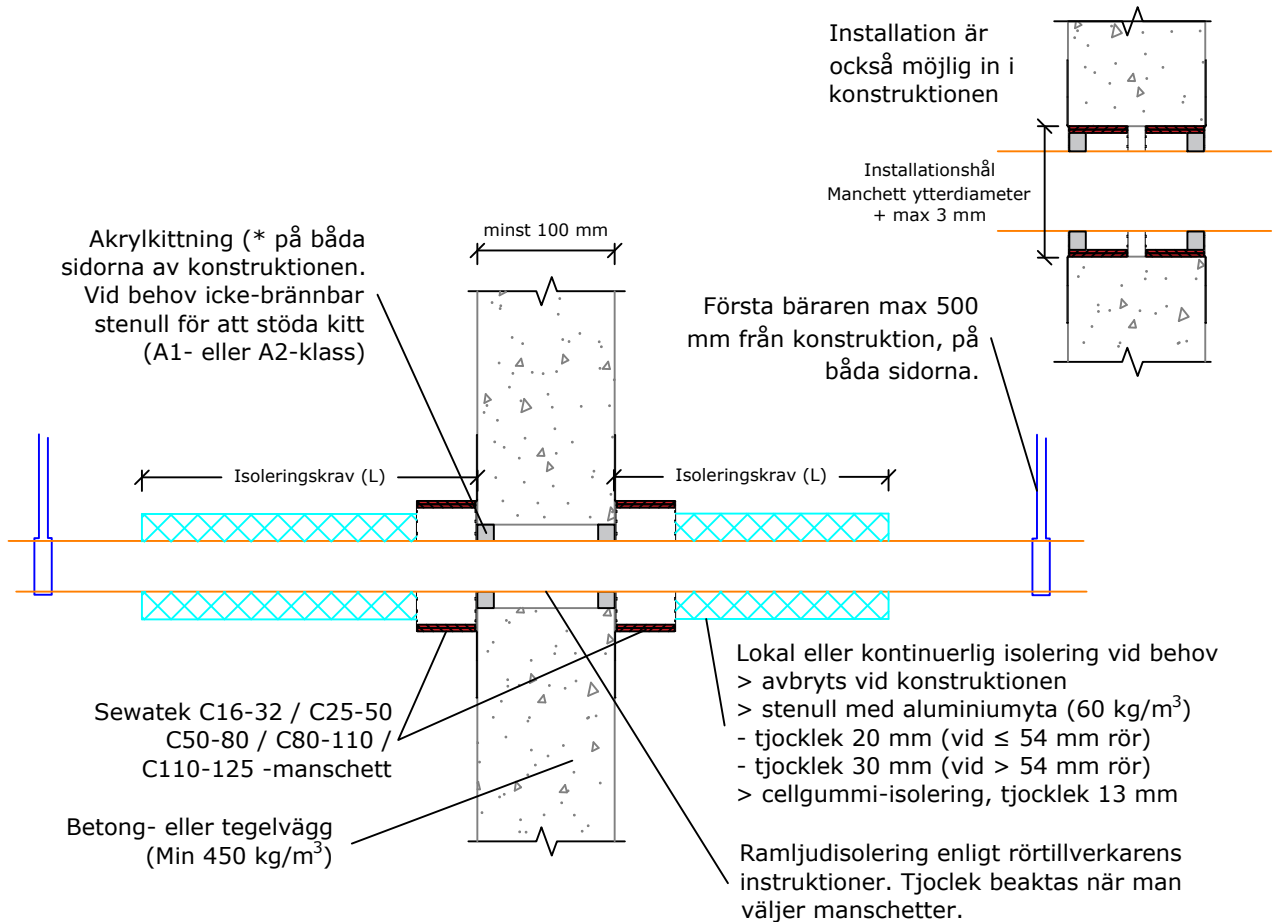 Installation är
också möjlig in i
konstruktionen
Installationshål
Manchett ytterdiameter
+ max 3 mm
minst 100 mm
Akrylkittning (* på båda
sidorna av konstruktionen.
Vid behov icke-brännbar
stenull för att stöda kitt
(A1- eller A2-klass)
Första bäraren max 500
mm från konstruktion, på
båda sidorna.
Isoleringskrav (L)
Isoleringskrav (L)
Sewatek C16-32 / C25-50
C50-80 / C80-110 /
C110-125 -manschett
Betong- eller tegelvägg
(Min 450 kg/m³)
Lokal eller kontinuerlig isolering vid behov
> avbryts vid konstruktionen
> stenull med aluminiumyta (60 kg/m³)
- tjocklek 20 mm (vid ≤ 54 mm rör)
- tjocklek 30 mm (vid > 54 mm rör)
> cellgummi-isolering, tjocklek 13 mm
Ramljudisolering enligt rörtillverkarens
instruktioner. Tjoclek beaktas när man
väljer manschetter.